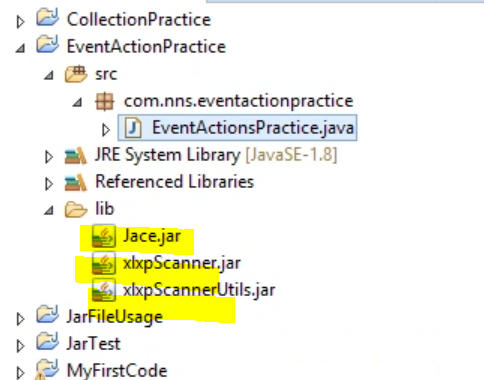 CollectionPractice
EventActionPractice
src
com.nns.eventactionpractice
EventActionsPractice.java
JRE System Library [JavaSE-1.8]
Referenced Libraries
lib
Jace.jar
xlxpScanner.jar
xlxpScannerUtils.jar
JarFileUsage
JarTest
MyFirstCode